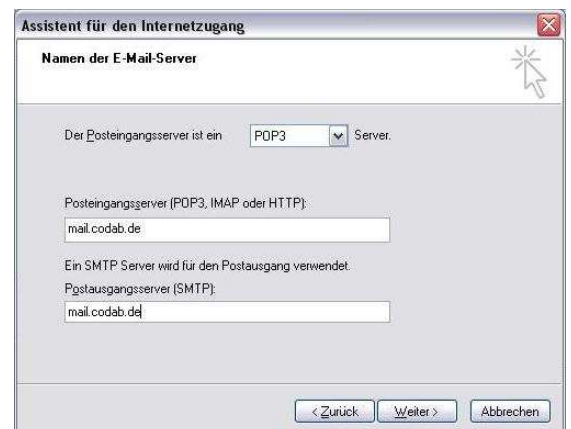 Assistent für den Internetzugang
Namen der E-Mail-Server
Der Posteingangsserver ist ein POP3 Server.
Posteingangsserver (POP3, IMAP oder HTTP):
mail.codab.de
Ein SMTP Server wird für den Postausgang verwendet.
Postausgangsserver (SMTP):
mail.codab.de
< Zurück Weiter > Abbrechen